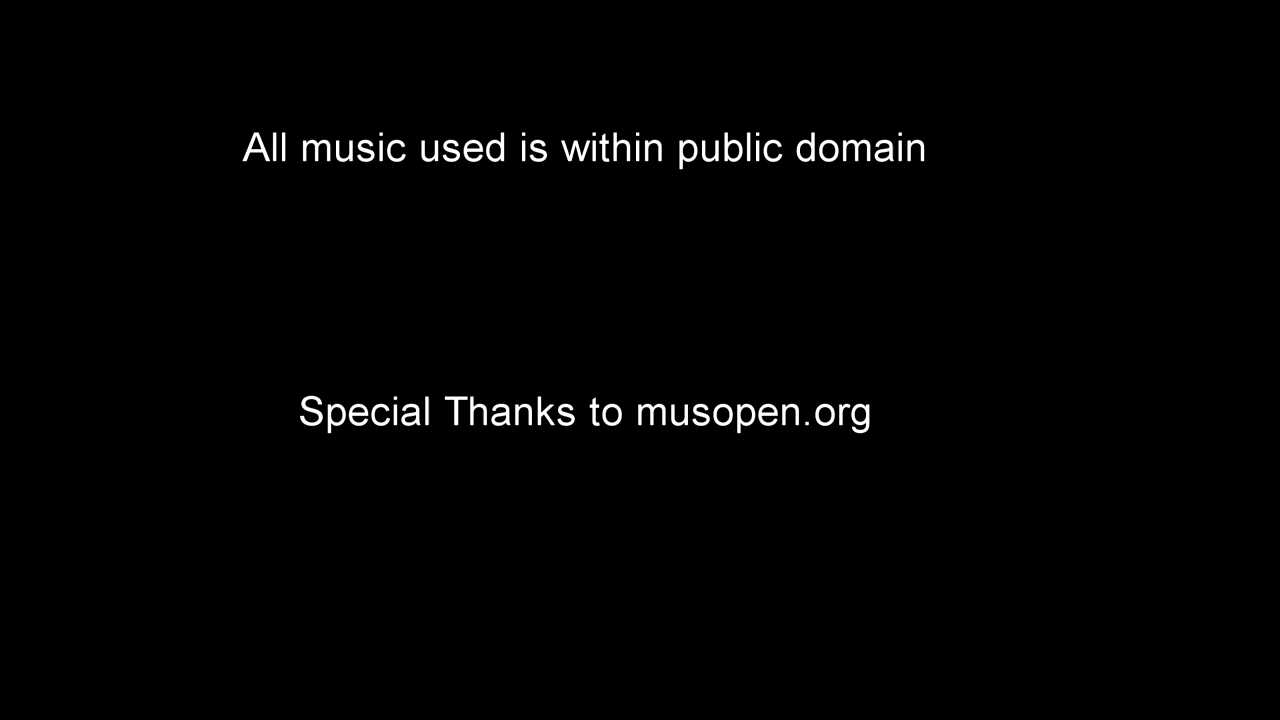 All music used is within public domain
Special Thanks to musopen.org